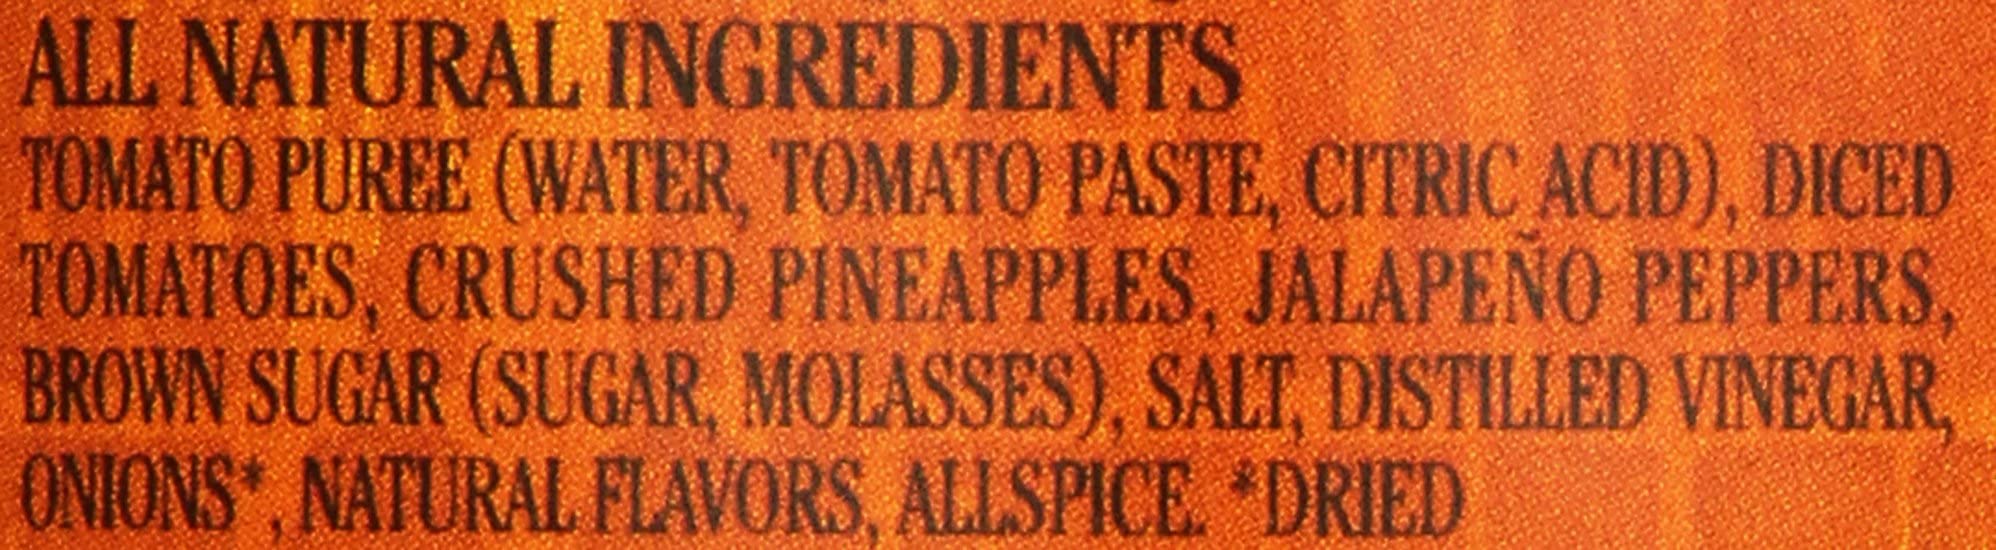 ALL NATURAL INGREDIENTS
TOMATO PUREE (WATER, TOMATO PASTE, CITRIC ACID), DICED
TOMATOES, CRUSHED PINEAPPLES, JALAPEÑO PEPPERS,
BROWN SUGAR (SUGAR, MOLASSES), SALT, DISTILLED VINEGAR,
ONIONS*, NATURAL FLAVORS, ALLSPICE. *DRIED